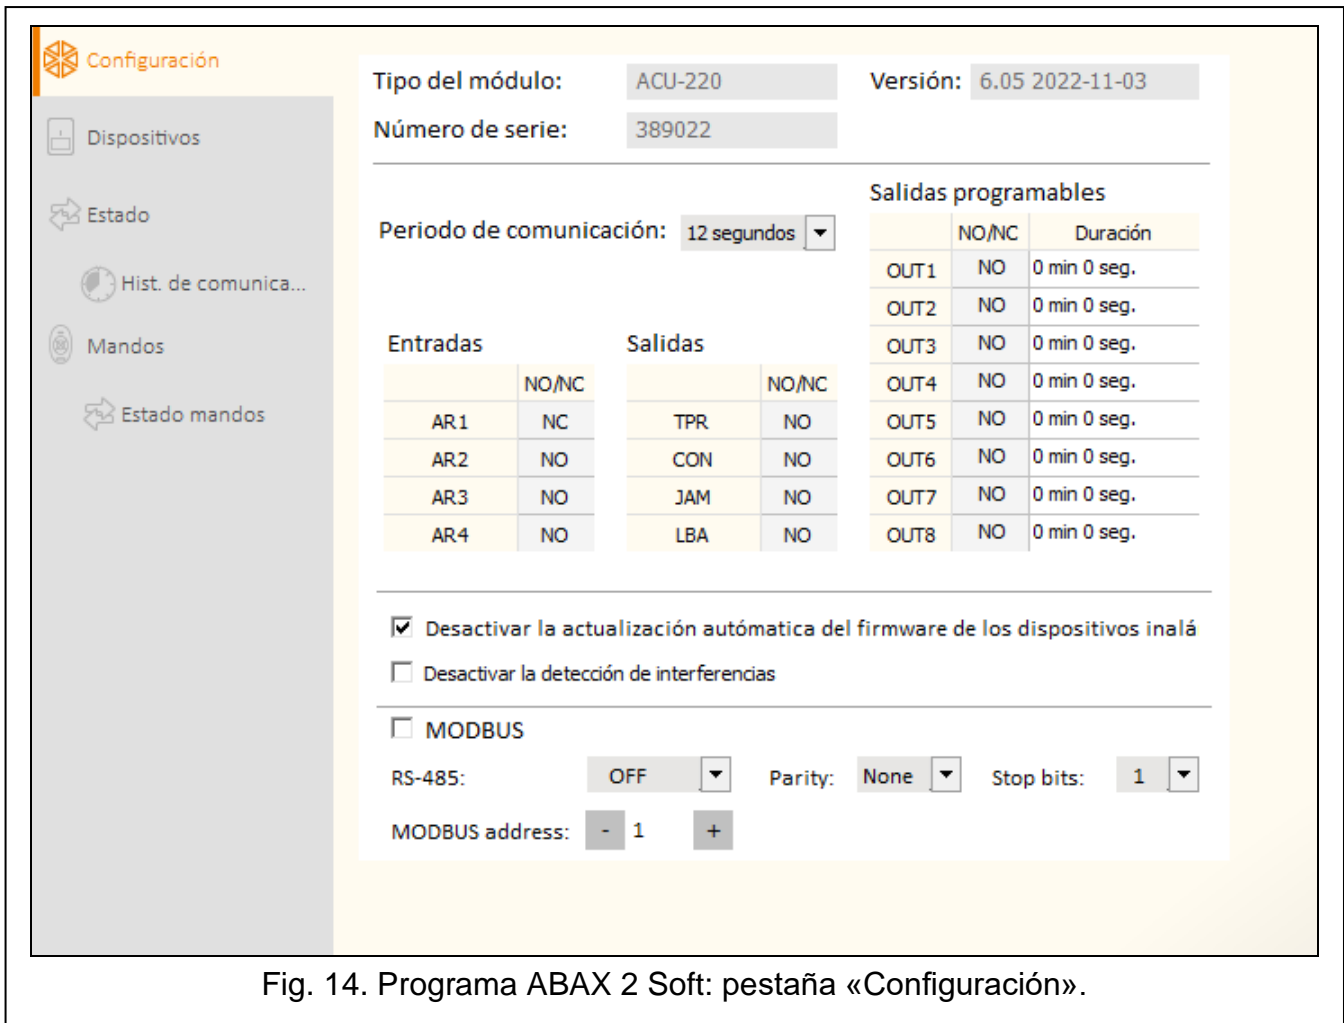 Configuración
Dispositivos
Estado
Hist. de comunica...
Mandos
Estado mandos
Tipo del módulo: ACU-220 Versión: 6.05 2022-11-03
Número de serie: 389022
Periodo de comunicación: 12 segundos
Entradas
NO/NC
AR1 NC
AR2 NO
AR3 NO
AR4 NO
Salidas
NO/NC
TPR NO
CON NO
JAM NO
LBA NO
Salidas programables
NO/NC Duración
OUT1 NO 0 min 0 seg.
OUT2 NO 0 min 0 seg.
OUT3 NO 0 min 0 seg.
OUT4 NO 0 min 0 seg.
OUT5 NO 0 min 0 seg.
OUT6 NO 0 min 0 seg.
OUT7 NO 0 min 0 seg.
OUT8 NO 0 min 0 seg.
Desactivar la actualización autómatica del firmware de los dispositivos inalá
Desactivar la detección de interferencias
MODBUS
RS-485: OFF Parity: None Stop bits: 1
MODBUS address: - 1 +
Fig. 14. Programa ABAX 2 Soft: pestaña «Configuración».